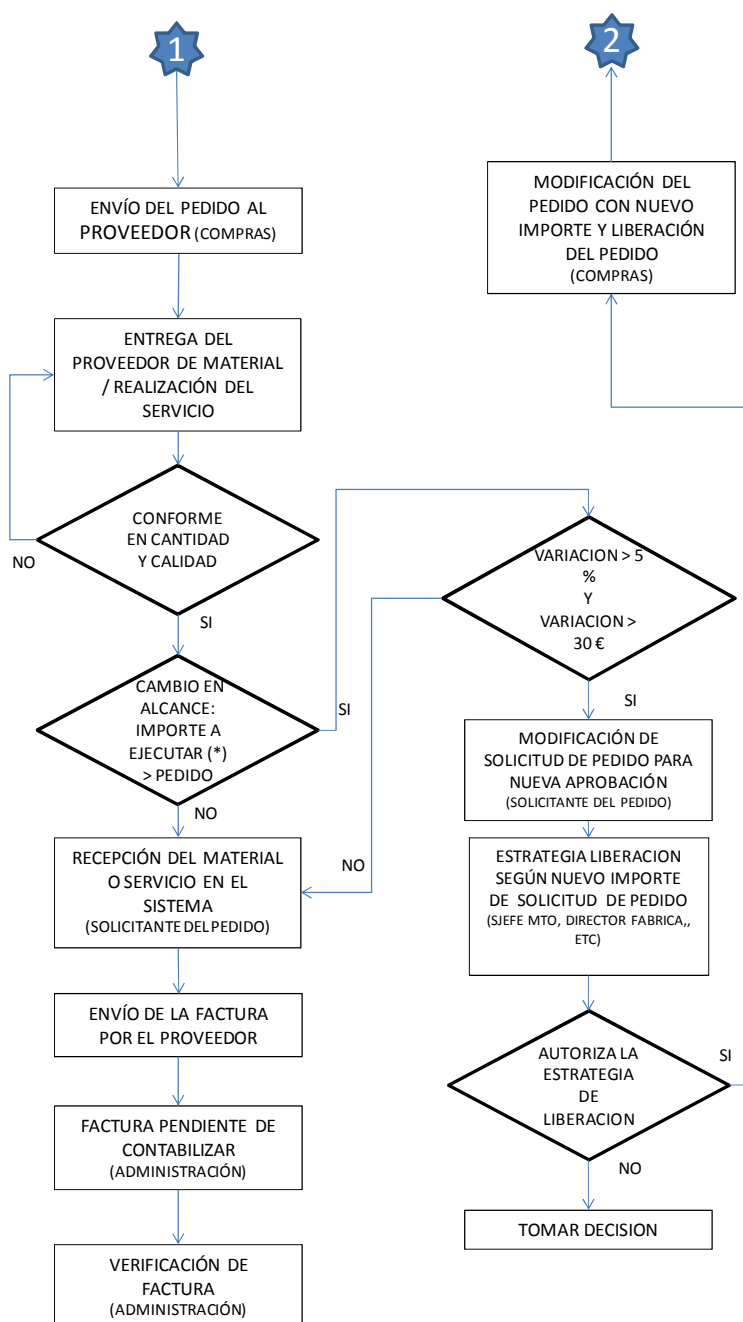 1
ENVÍO DEL PEDIDO AL
PROVEEDOR (COMPRAS)
ENTREGA DEL
PROVEEDOR DE MATERIAL
/ REALIZACIÓN DEL
SERVICIO
CONFORME
EN CANTIDAD
Y CALIDAD
NO
SI
CAMBIO EN
ALCANCE:
IMPORTE A
EJECUTAR (*)
> PEDIDO
SI
NO
RECEPCIÓN DEL MATERIAL
O SERVICIO EN EL
SISTEMA
(SOLICITANTE DEL PEDIDO)
ENVÍO DE LA FACTURA
POR EL PROVEEDOR
FACTURA PENDIENTE DE
CONTABILIZAR
(ADMINISTRACIÓN)
VERIFICACIÓN DE
FACTURA
(ADMINISTRACIÓN)
2
MODIFICACIÓN DEL
PEDIDO CON NUEVO
IMPORTE Y LIBERACIÓN
DEL PEDIDO
(COMPRAS)
VARIACION > 5
%
Y
VARIACION >
30 €
NO
SI
MODIFICACIÓN DE
SOLICITUD DE PEDIDO PARA
NUEVA APROBACIÓN
(SOLICITANTE DEL PEDIDO)
ESTRATEGIA LIBERACION
SEGÚN NUEVO IMPORTE
DE SOLICITUD DE PEDIDO
(SJEFE MTO, DIRECTOR FABRICA,,
ETC)
AUTORIZA LA
ESTRATEGIA
DE
LIBERACION
SI
NO
TOMAR DECISION